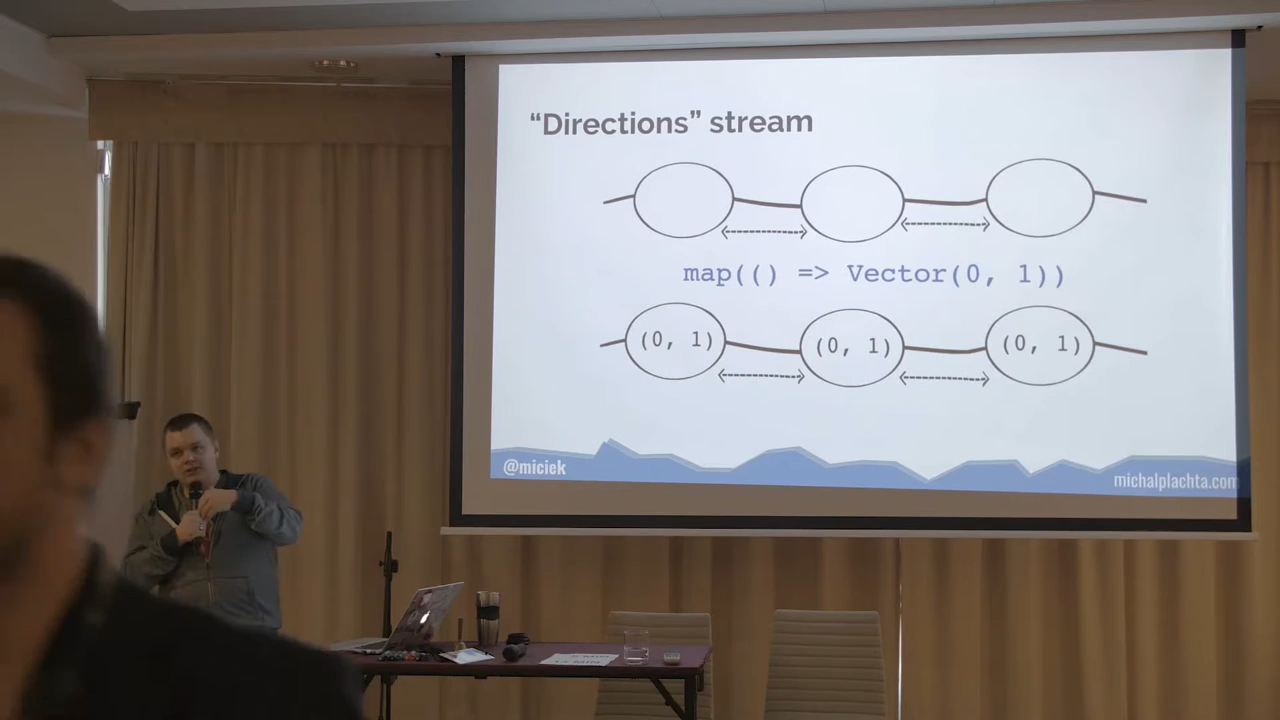 “Directions” stream
map(() => Vector(0, 1))
(0, 1) (0, 1) (0, 1)
@miciek
michalplachta.com